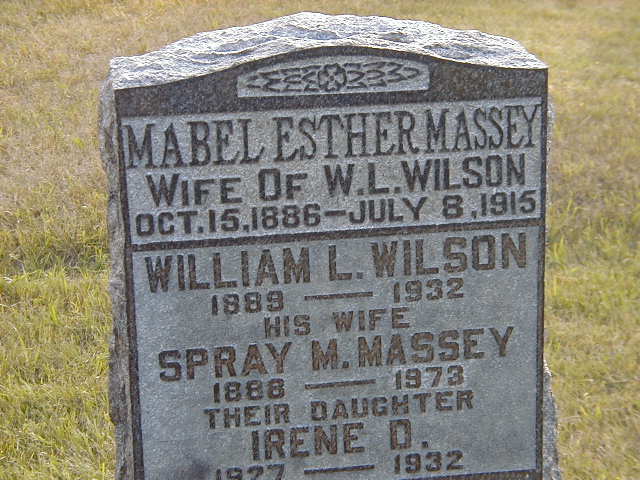 MABEL ESTHER MASSEY
WIFE OF W.L.WILSON
OCT.15,1886—JULY 8,1915
WILLIAM L. WILSON
1889 — 1932
HIS WIFE
SPRAY M. MASSEY
1888 — 1973
THEIR DAUGHTER
IRENE D.
1927 — 1932